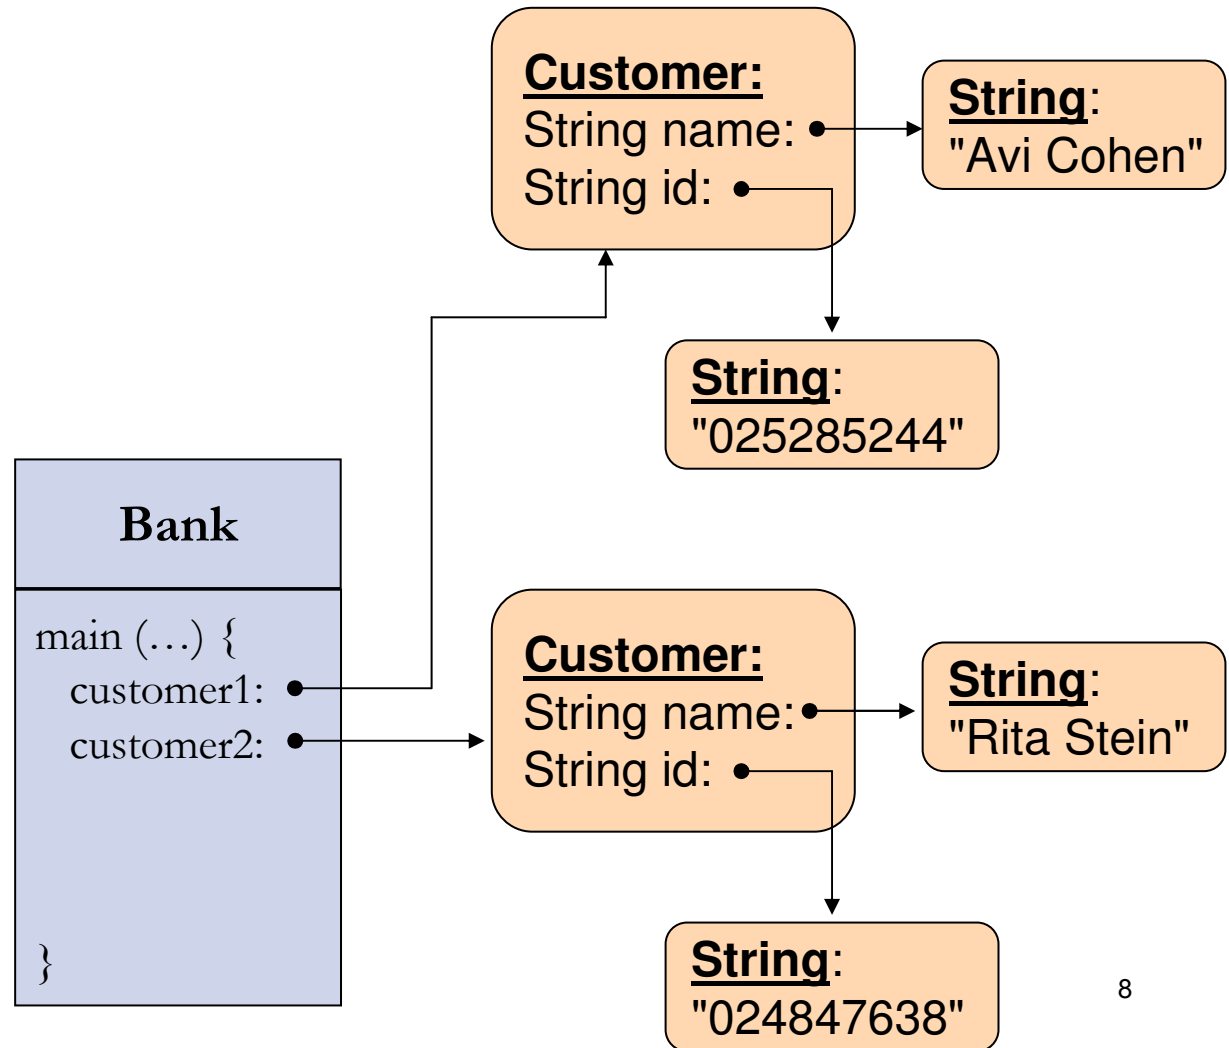 Customer:
String name:
String id:
String:
"Avi Cohen"
String:
"025285244"
Bank
main (…) {
customer1:
customer2:
}
Customer:
String name:
String id:
String:
"Rita Stein"
String:
"024847638"
8